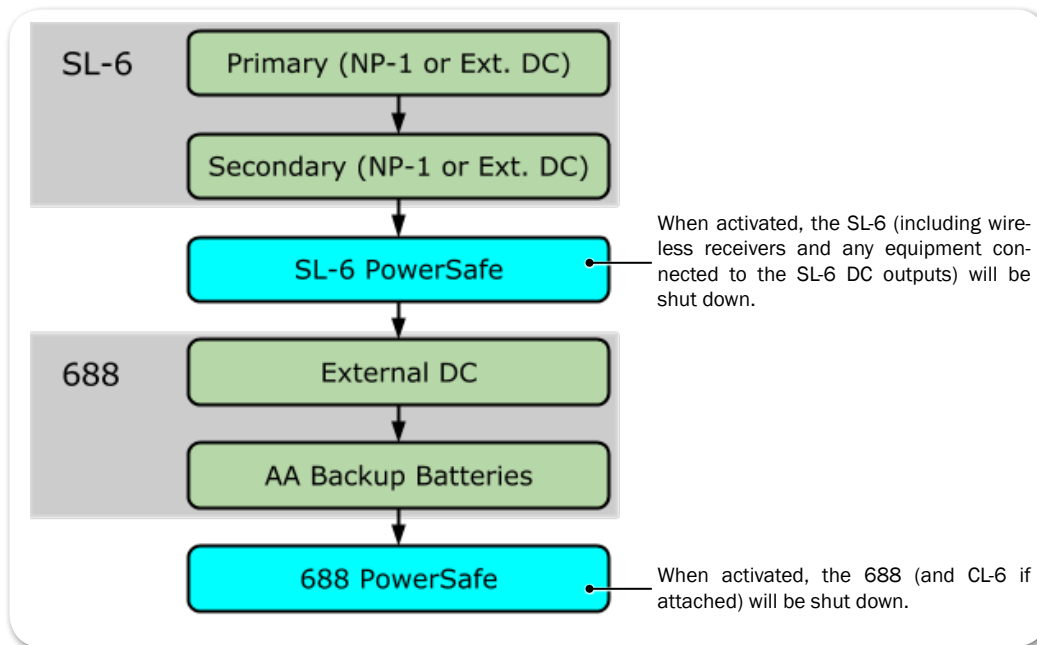 SL-6
Primary (NP-1 or Ext. DC)
Secondary (NP-1 or Ext. DC)
SL-6 PowerSafe
When activated, the SL-6 (including wire-
less receivers and any equipment con-
nected to the SL-6 DC outputs) will be
shut down.
688
External DC
AA Backup Batteries
688 PowerSafe
When activated, the 688 (and CL-6 if
attached) will be shut down.